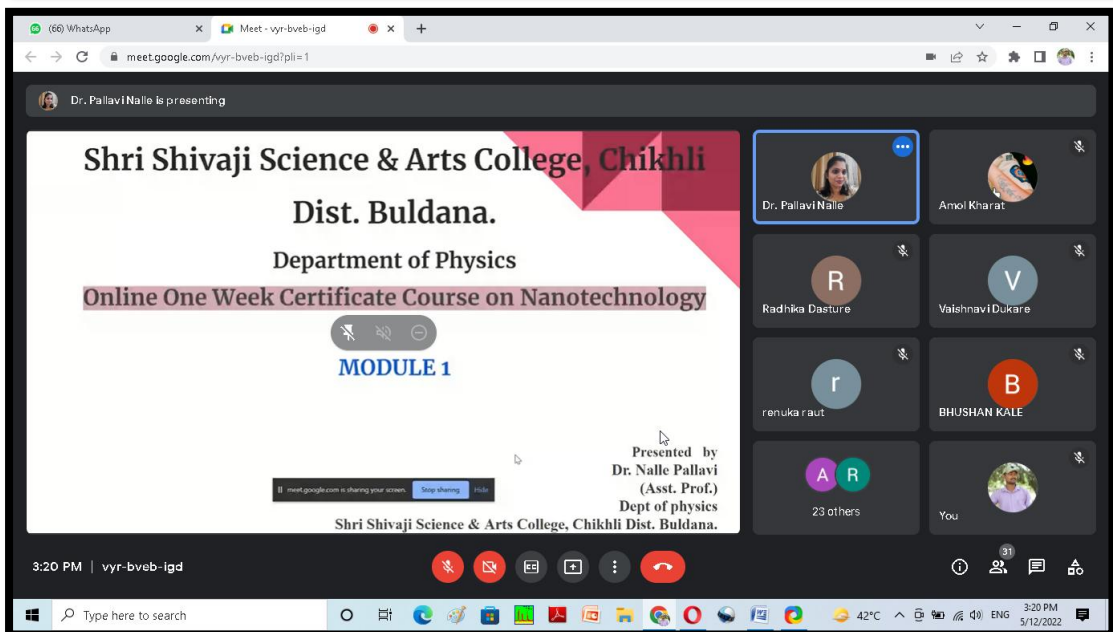 (66) WhatsApp
Meet - vyr-bveb-igd
meet.google.com/vyr-bveb-igd?pli=1
Dr. Pallavi Nalle is presenting
Shri Shivaji Science & Arts College, Chikhli
Dist. Buldana.
Department of Physics
Online One Week Certificate Course on Nanotechnology
MODULE 1
Presented by
Dr. Nalle Pallavi
(Asst. Prof.)
Dept of physics
Shri Shivaji Science & Arts College, Chikhli Dist. Buldana.
meet.google.com is sharing your screen. Stop sharing Hide
Dr. Pallavi Nalle
Amol Kharat
R
Radhika Dasture
V
Vaishnavi Dukare
r
renuka raut
B
BHUSHAN KALE
A R
23 others
You
3:20 PM | vyr-bveb-igd
31
Type here to search
42°C
ENG
3:20 PM
5/12/2022